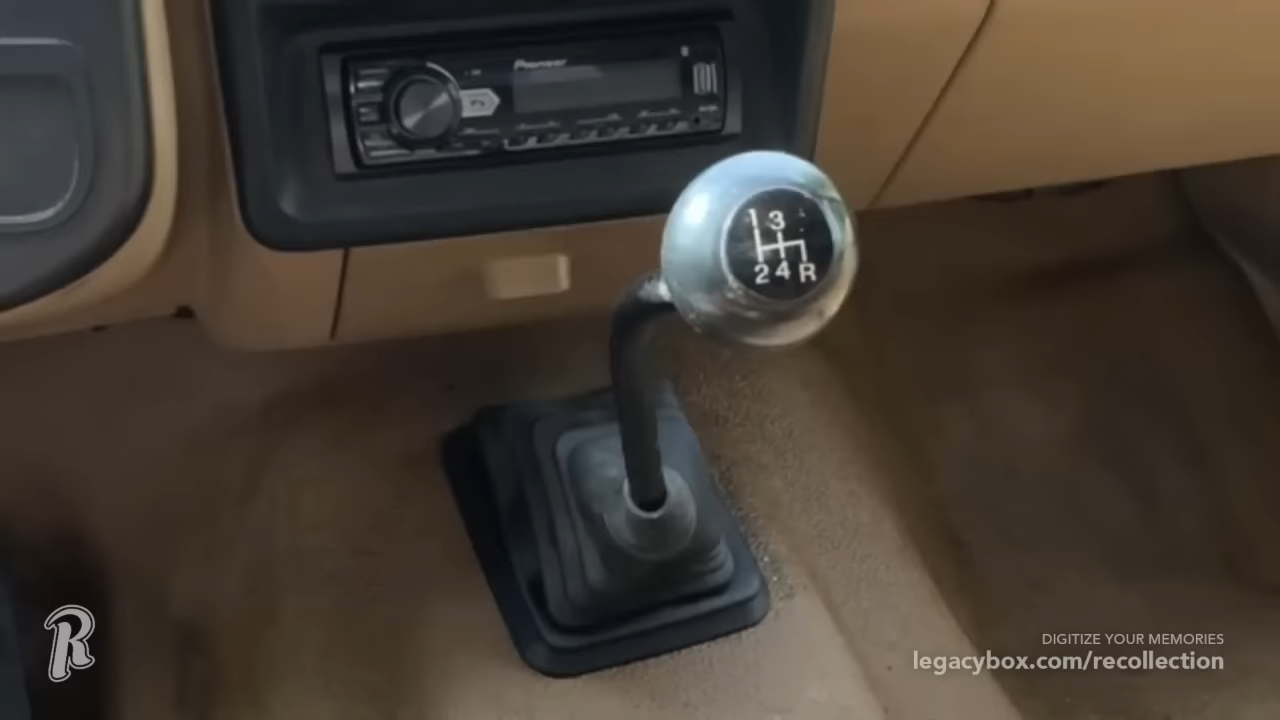 Pioneer
1 3
2 4 R
R
DIGITIZE YOUR MEMORIES
legacybox.com/recollection